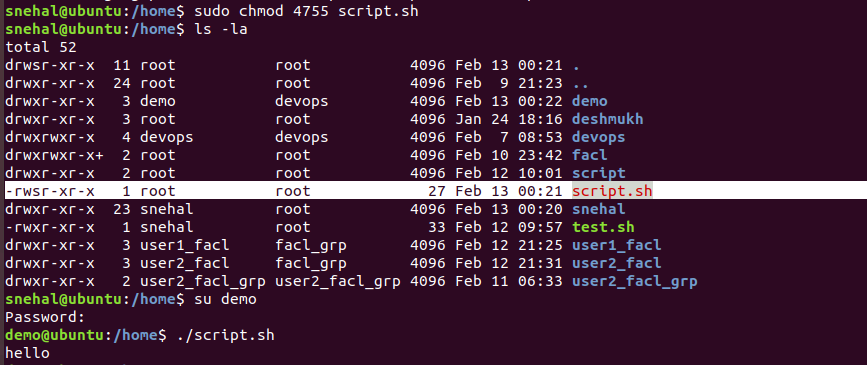 snehal@ubuntu:/home$ sudo chmod 4755 script.sh
snehal@ubuntu:/home$ ls -la
total 52
drwsr-xr-x  11 root           root           4096 Feb 13 00:21 .
drwxr-xr-x  24 root           root           4096 Feb  9 21:23 ..
drwxr-xr-x   3 demo           devops         4096 Feb 13 00:22 demo
drwxr-xr-x   3 root           root           4096 Jan 24 18:16 deshmukh
drwxrwxr-x   4 devops         devops         4096 Feb  7 08:53 devops
drwxrwxr-x+  2 root           root           4096 Feb 10 23:42 facl
drwxr-xr-x   2 root           root           4096 Feb 12 10:01 script
-rwsr-xr-x   1 root           root             27 Feb 13 00:21 script.sh
drwxr-xr-x  23 snehal         root           4096 Feb 13 00:20 snehal
-rwxr-xr-x   1 snehal         root             33 Feb 12 09:57 test.sh
drwxr-xr-x   3 user1_facl     facl_grp       4096 Feb 12 21:25 user1_facl
drwxr-xr-x   3 user2_facl     facl_grp       4096 Feb 12 21:31 user2_facl
drwxr-xr-x   2 user2_facl_grp user2_facl_grp 4096 Feb 11 06:33 user2_facl_grp
snehal@ubuntu:/home$ su demo
Password:
demo@ubuntu:/home$ ./script.sh
hello